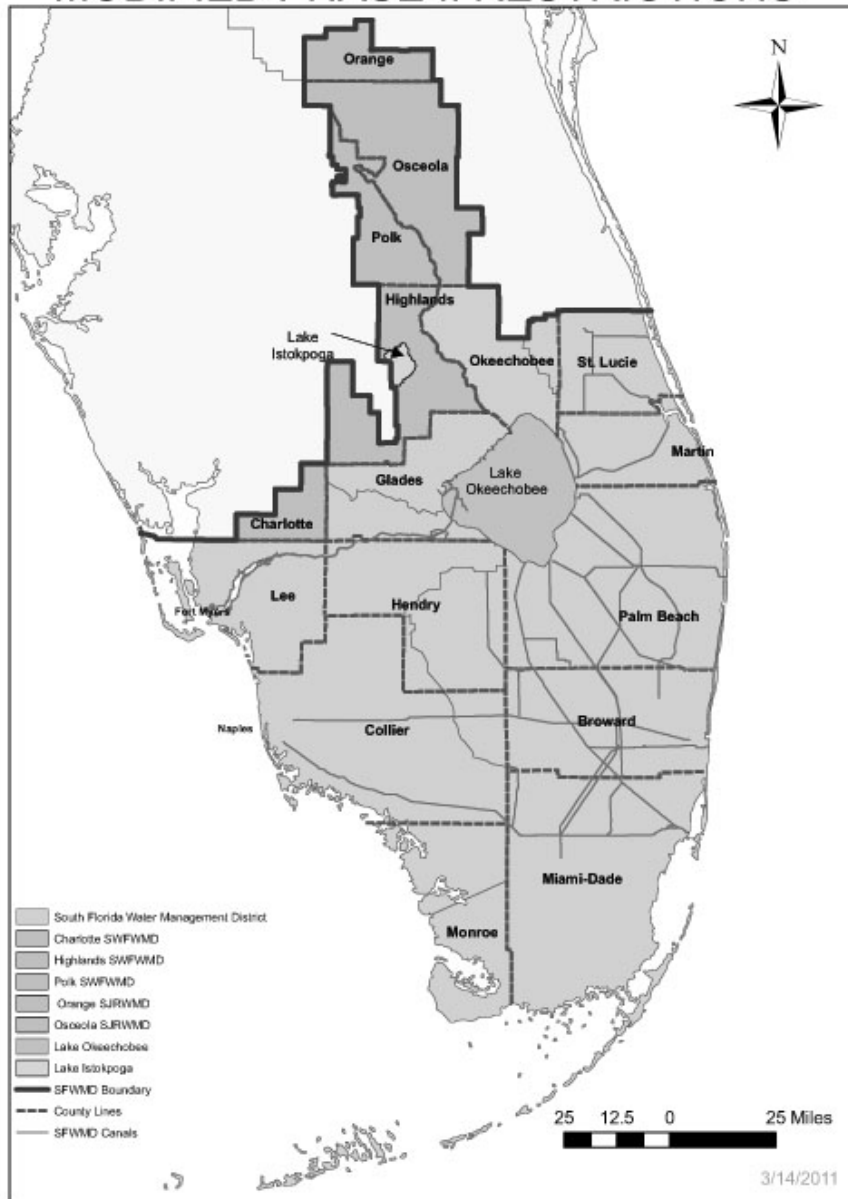 N
Orange
Osceola
Polk
Highlands
Lake
Istokpoga
Okeechobee
St. Lucie
Martin
Glades
Lake
Okeechobee
Charlotte
Lee
Fort Myers
Hendry
Palm Beach
Naples
Collier
Broward
Miami-Dade
Monroe
South Florida Water Management District
Charlotte SWFWMD
Highlands SWFWMD
Polk SWFWMD
Orange SJRWMD
Osceola SJRWMD
Lake Okeechobee
Lake Istokpoga
SFWMD Boundary
County Lines
SFWMD Canals
25 12.5 0 25 Miles
3/14/2011